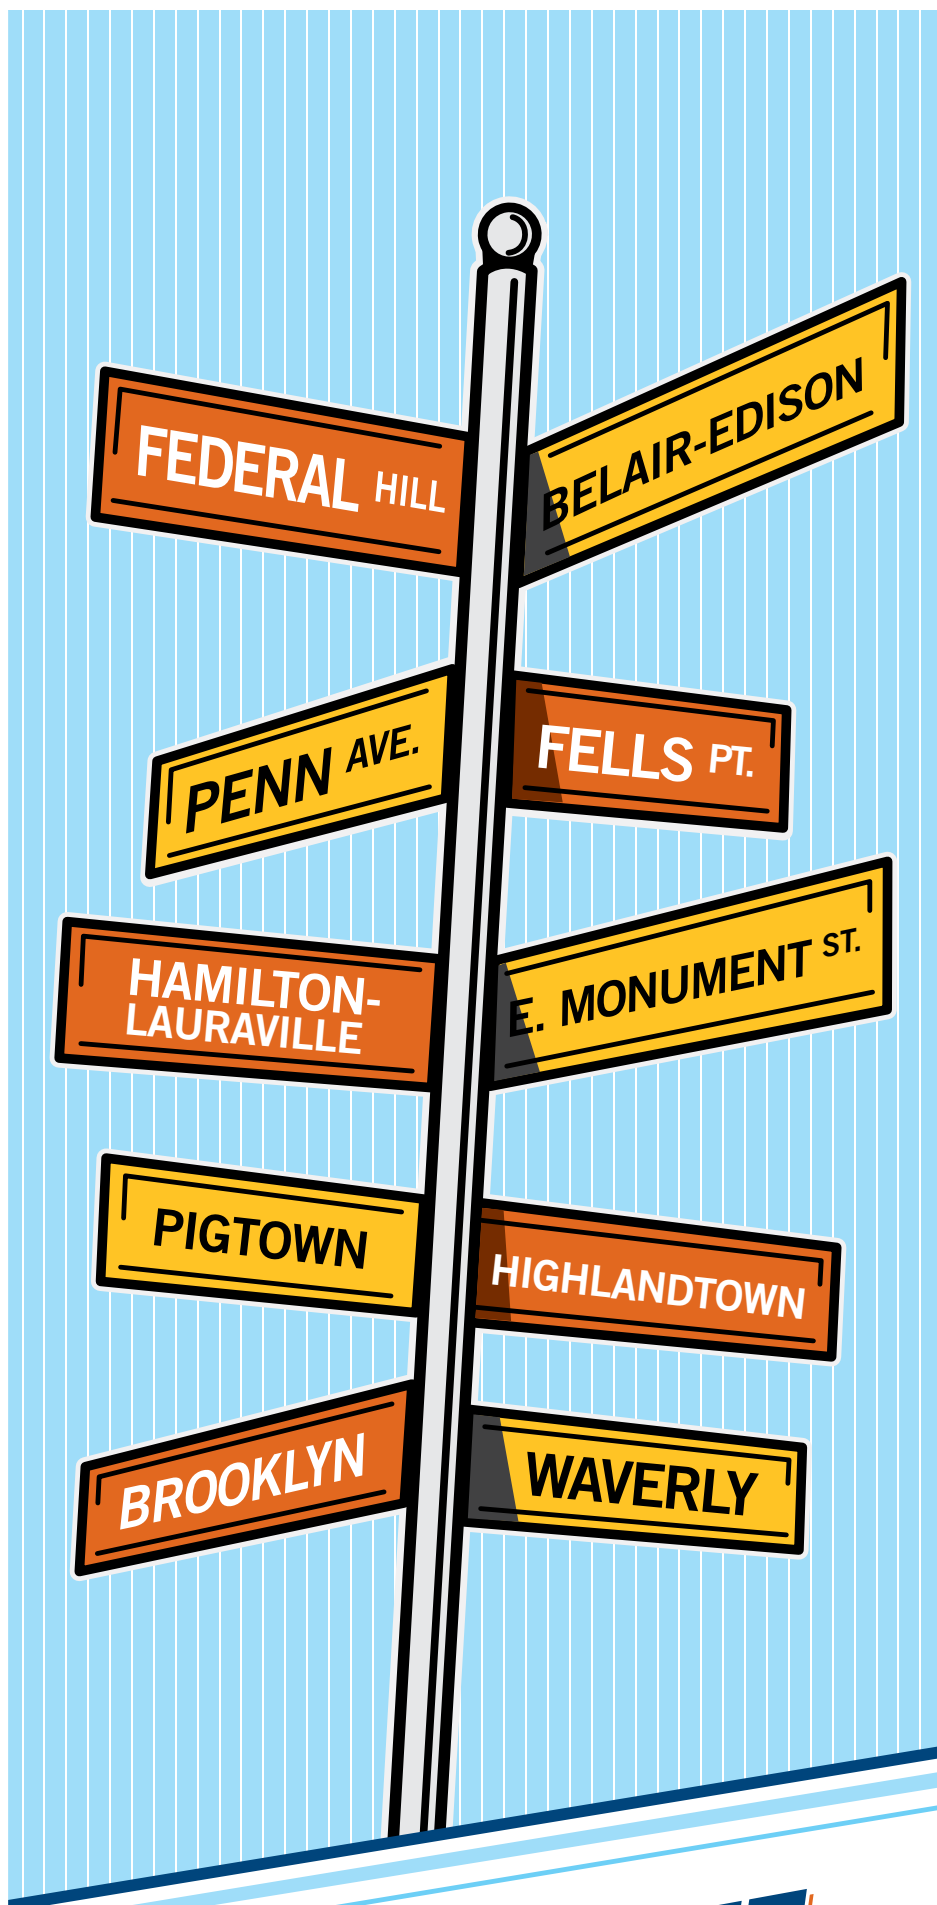 BELAIR-EDISON
FEDERAL HILL
PENN AVE.
FELLS PT.
HAMILTON-
LAURAVILLE
E. MONUMENT ST.
PIGTOWN
HIGHLANDTOWN
BROOKLYN
WAVERLY